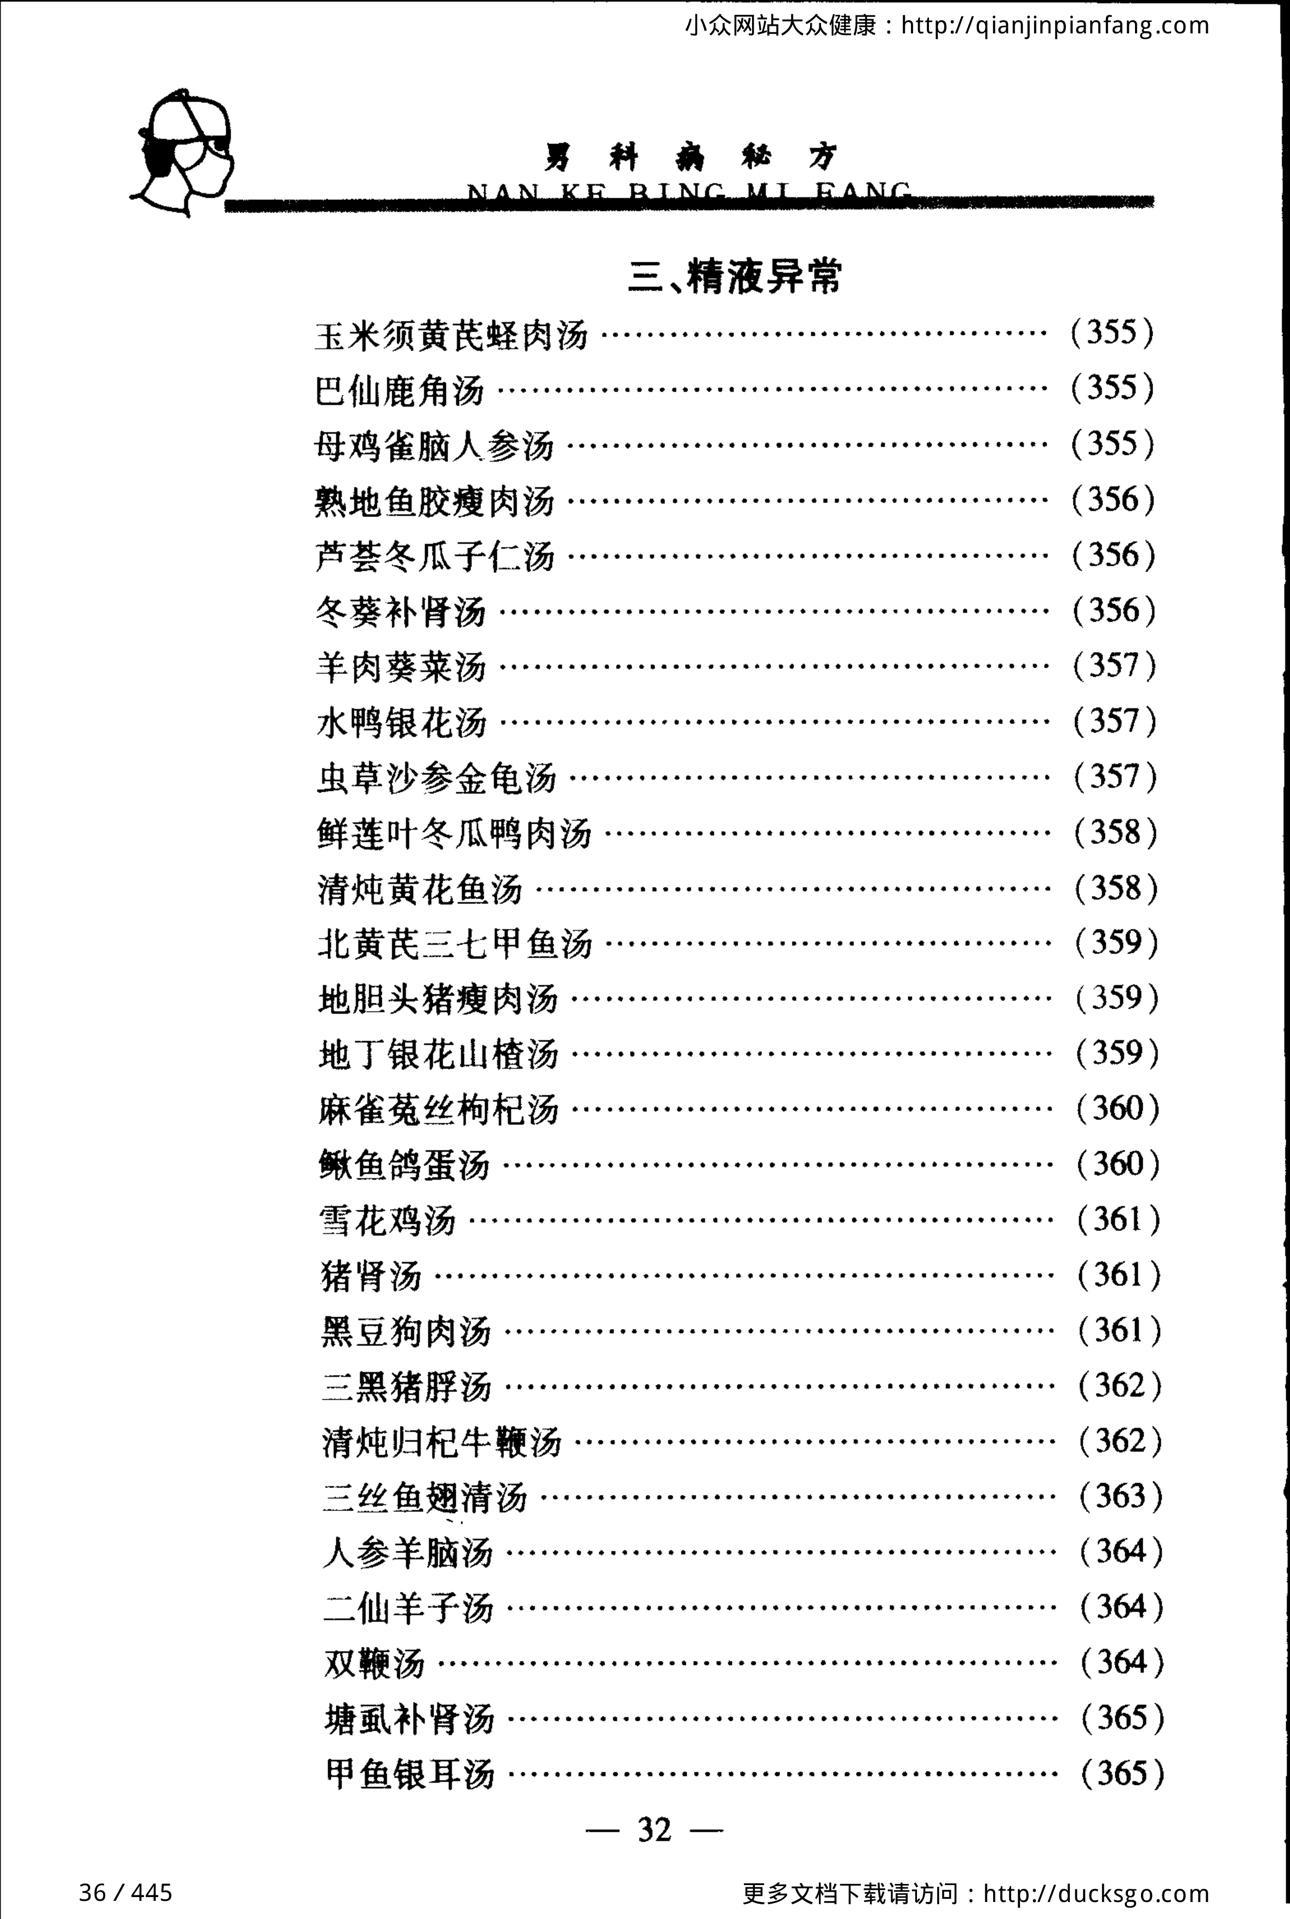 小众网站大众健康：http://qianjinpianfang.com
男科病秘方
NAN KE BING MI FANG
三、精液异常
玉米须黄芪蛏肉汤 …………………………………… (355)
巴仙鹿角汤 …………………………………… (355)
母鸡雀脑人参汤 …………………………………… (355)
熟地鱼胶瘦肉汤 …………………………………… (356)
芦荟冬瓜子仁汤 …………………………………… (356)
冬葵补肾汤 …………………………………… (356)
羊肉葵菜汤 …………………………………… (357)
水鸭银花汤 …………………………………… (357)
虫草沙参金龟汤 …………………………………… (357)
鲜莲叶冬瓜鸭肉汤 …………………………………… (358)
清炖黄花鱼汤 …………………………………… (358)
北黄芪三七甲鱼汤 …………………………………… (359)
地胆头猪瘦肉汤 …………………………………… (359)
地丁银花山楂汤 …………………………………… (359)
麻雀菟丝枸杞汤 …………………………………… (360)
鳅鱼鸽蛋汤 …………………………………… (360)
雪花鸡汤 …………………………………… (361)
猪肾汤 …………………………………… (361)
黑豆狗肉汤 …………………………………… (361)
三黑猪脬汤 …………………………………… (362)
清炖归杞牛鞭汤 …………………………………… (362)
三丝鱼翅清汤 …………………………………… (363)
人参羊脑汤 …………………………………… (364)
二仙羊子汤 …………………………………… (364)
双鞭汤 …………………………………… (364)
塘虱补肾汤 …………………………………… (365)
甲鱼银耳汤 …………………………………… (365)
— 32 —
36 / 445
更多文档下载请访问：http://ducksgo.com